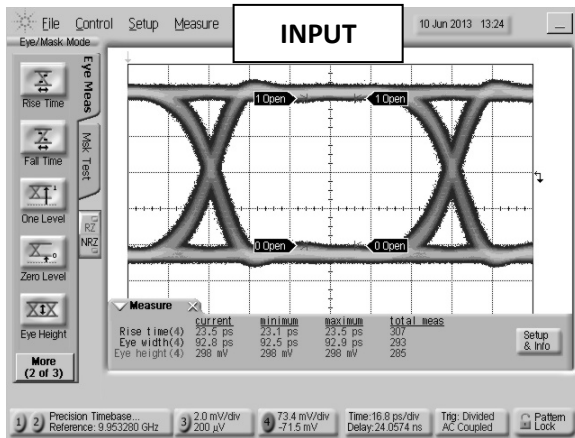 File Control Setup Measure
INPUT
10 Jun 2013 13:24
Eye/Mask Mode
Eye Meas
Msk Test
Rise Time
Fall Time
One Level
RZ
NRZ
Zero Level
Eye Height
More
(2 of 3)
1 Open 1 Open
0 Open 0 Open
Measure
current minimum maximum total meas
Rise time(4) 23.5 ps 23.1 ps 23.5 ps 307
Eye width(4) 92.8 ps 92.5 ps 92.9 ps 293
Eye height(4) 298 mV 298 mV 298 mV 285
Setup
& Info
1 2 Precision Timebase...
Reference: 9.953280 GHz
3 2.0 mV/div
200 µV
4 73.4 mV/div
-71.5 mV
Time:16.8 ps/div
Delay:24.0574 ns
Trig: Divided
AC Coupled
Pattern
Lock